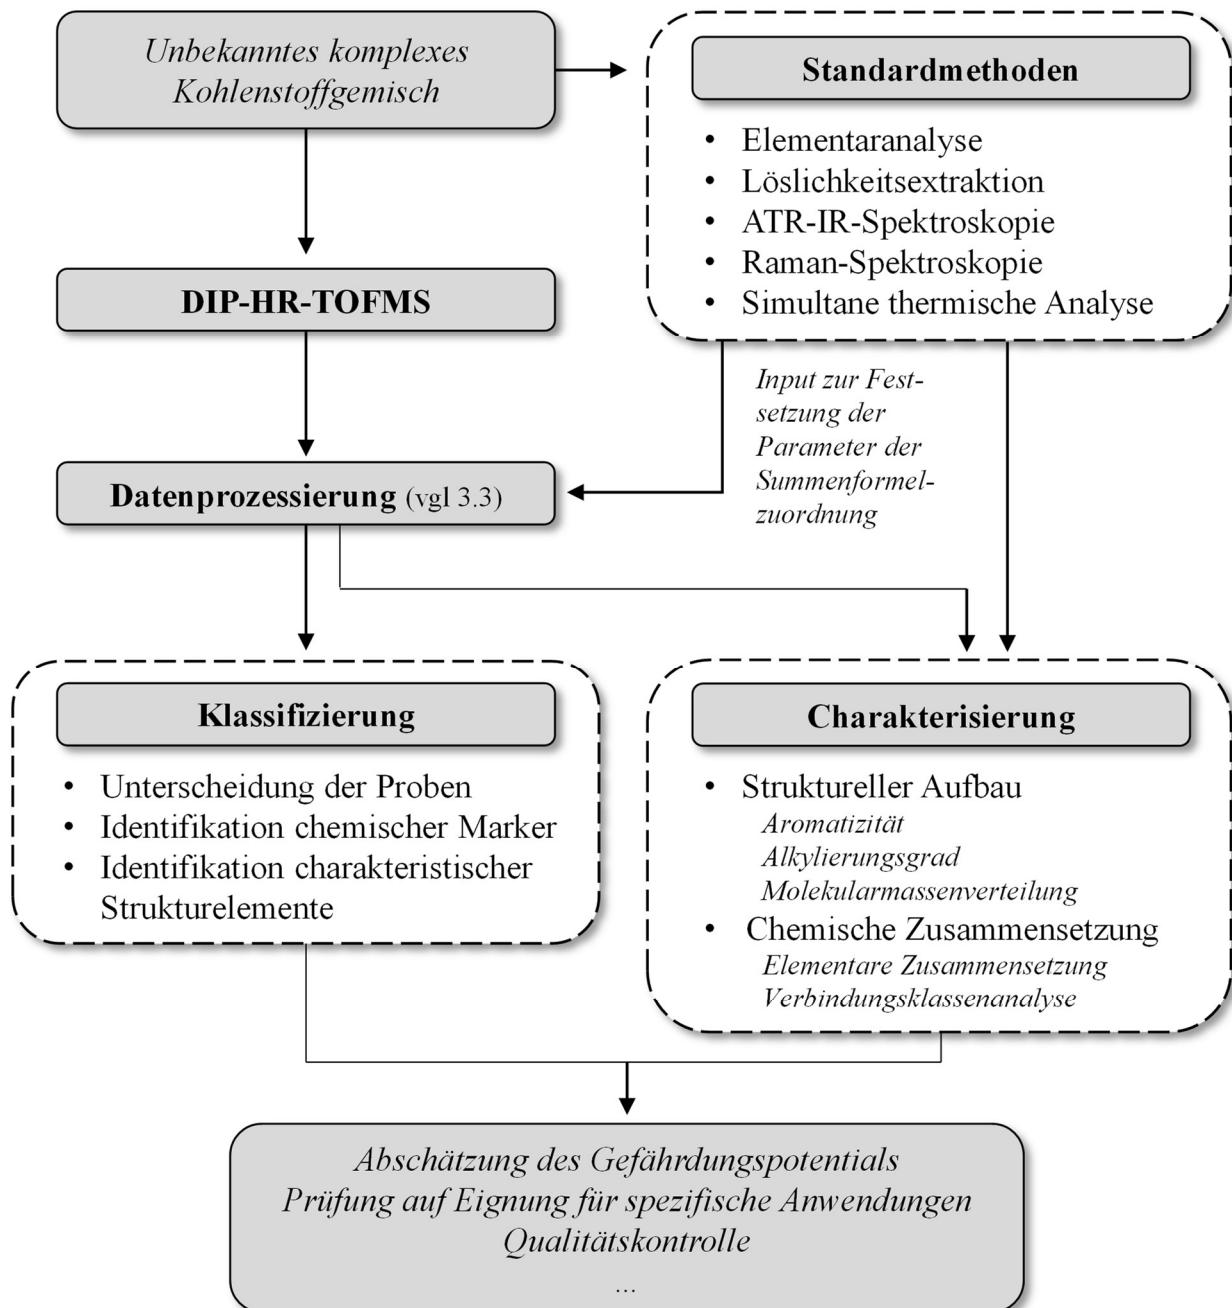 Unbekanntes komplexes
Kohlenstoffgemisch
Standardmethoden
• Elementaranalyse
• Löslichkeitsextraktion
• ATR-IR-Spektroskopie
• Raman-Spektroskopie
• Simultane thermische Analyse
DIP-HR-TOFMS
Input zur Fest-
setzung der
Parameter der
Summenformel-
zuordnung
Datenprozessierung (vgl 3.3)
Klassifizierung
• Unterscheidung der Proben
• Identifikation chemischer Marker
• Identifikation charakteristischer
Strukturelemente
Charakterisierung
• Struktureller Aufbau
Aromatizität
Alkylierungsgrad
Molekularmassenverteilung
• Chemische Zusammensetzung
Elementare Zusammensetzung
Verbindungsklassenanalyse
Abschätzung des Gefährdungspotentials
Prüfung auf Eignung für spezifische Anwendungen
Qualitätskontrolle
...